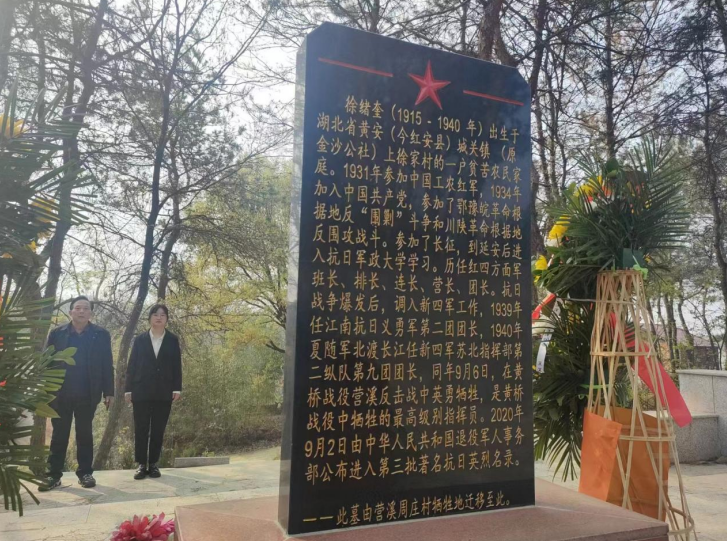 徐绪奎（1915－1940 年）出生于
湖北省黄安（今红安县）城关镇（原
金沙公社）上徐家村的一户贫苦农民家
庭。1931年参加中国工农红军，1934年
加入中国共产党，参加了鄂豫皖革命根
据地反“围剿”斗争和川陕革命根据地
反围攻战斗。参加了长征，到延安后进
入抗日军政大学学习。历任红四方面军
班长、排长、连长、营长、团长。抗日
战争爆发后，调入新四军工作，1939年
任江南抗日义勇军第二团团长，1940年
夏随军北渡长江任新四军苏北指挥部第
二纵队第九团团长，同年9月6日，在黄
桥战役营溪反击战中英勇牺牲，是黄桥
战役中牺牲的最高级别指挥员。2020年
9月2日由中华人民共和国退役军人事务
部公布进入第三批著名抗日英烈名录。
——此墓由营溪周庄村牺牲地迁移至此。